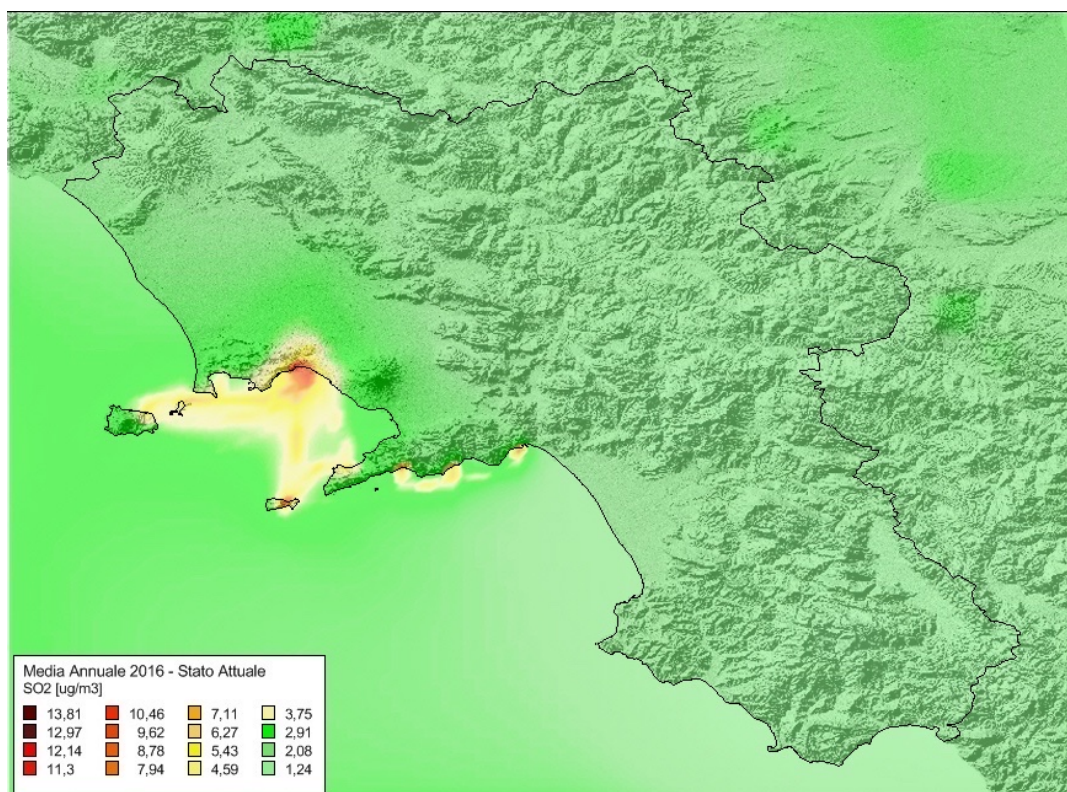 Media Annuale 2016 - Stato Attuale
SO2 [ug/m3]
13,81 10,46 7,11 3,75
12,97 9,62 6,27 2,91
12,14 8,78 5,43 2,08
11,3 7,94 4,59 1,24